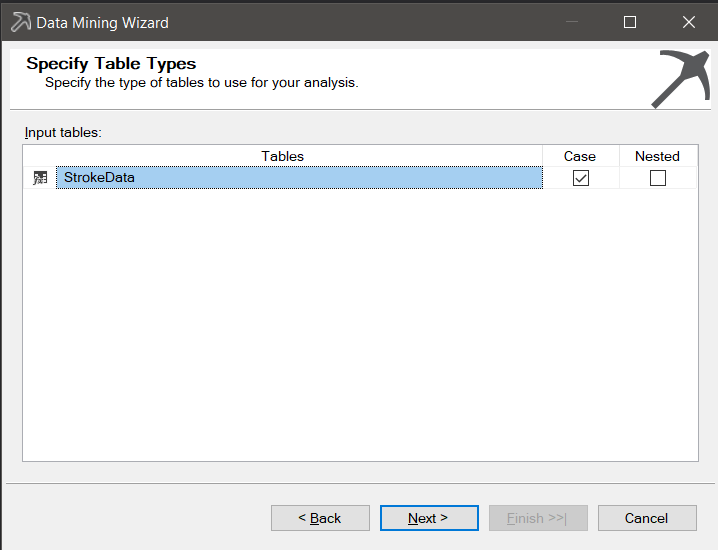 Data Mining Wizard
Specify Table Types
Specify the type of tables to use for your analysis.
Input tables:
Tables Case Nested
StrokeData
< Back Next > Finish >>| Cancel